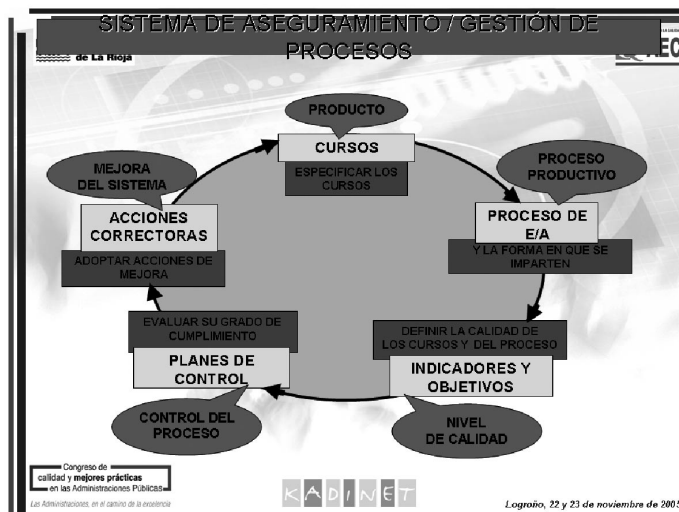 SISTEMA DE ASEGURAMIENTO / GESTIÓN DE
PROCESOS
de La Rioja
PRODUCTO
CURSOS
ESPECIFICAR LOS
CURSOS
PROCESO
PRODUCTIVO
PROCESO DE
E/A
Y LA FORMA EN QUE SE
IMPARTEN
DEFINIR LA CALIDAD DE
LOS CURSOS Y DEL PROCESO
INDICADORES Y
OBJETIVOS
NIVEL
DE CALIDAD
EVALUAR SU GRADO DE
CUMPLIMIENTO
PLANES DE
CONTROL
CONTROL DEL
PROCESO
MEJORA
DEL SISTEMA
ACCIONES
CORRECTORAS
ADOPTAR ACCIONES DE
MEJORA
Congreso de
calidad y mejores prácticas
en las Administraciones Públicas
Las Administraciones, en el camino de la excelencia
KADINET
Logroño, 22 y 23 de noviembre de 2005